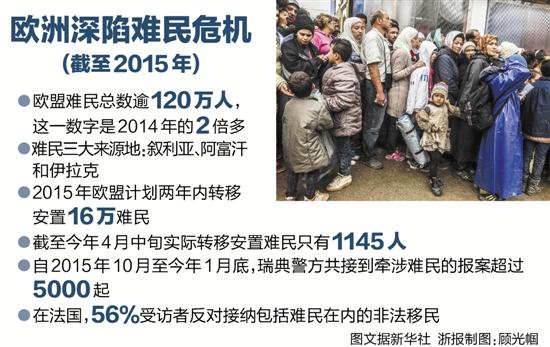 欧洲深陷难民危机
(截至2015年)
欧盟难民总数逾120万人，
这一数字是2014年的2倍多
难民三大来源地：叙利亚、阿富汗
和伊拉克
2015年欧盟计划两年内转移
安置16万难民
截至今年4月中旬实际转移安置难民只有1145人
自2015年10月至今年1月底，瑞典警方共接到牵涉难民的报案超过
5000起
在法国，56%受访者反对接纳包括难民在内的非法移民
图文据新华社 浙报制图：顾光帼